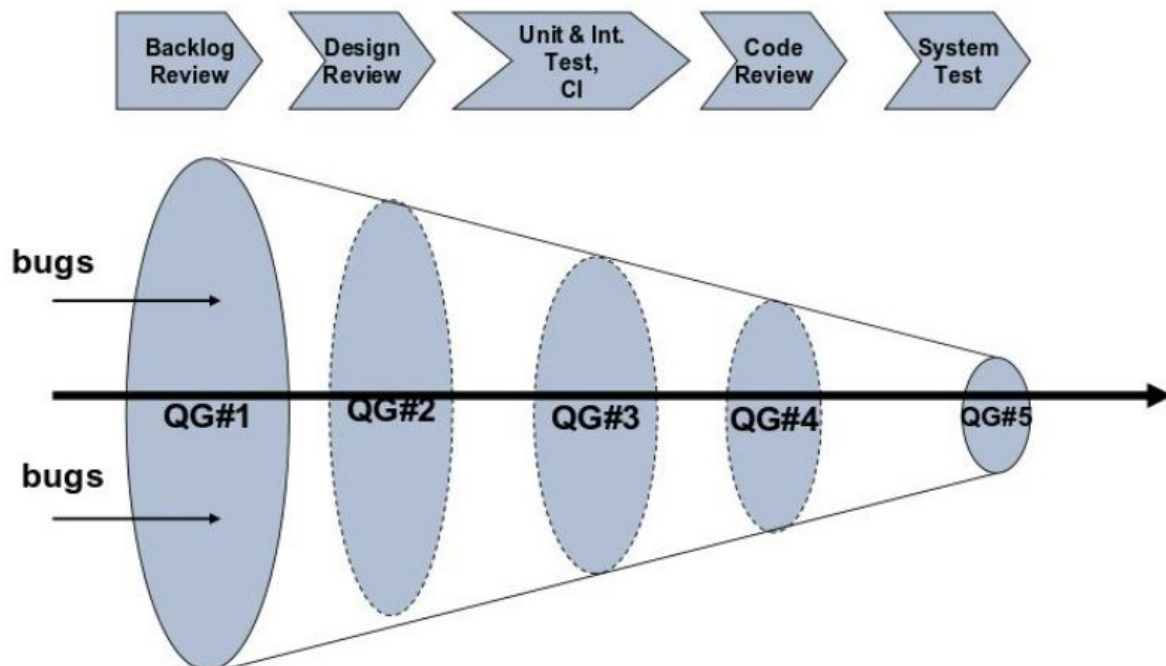 Backlog
Review
Design
Review
Unit & Int.
Test,
CI
Code
Review
System
Test
bugs
QG#1
QG#2
QG#3
QG#4
QG#5
bugs